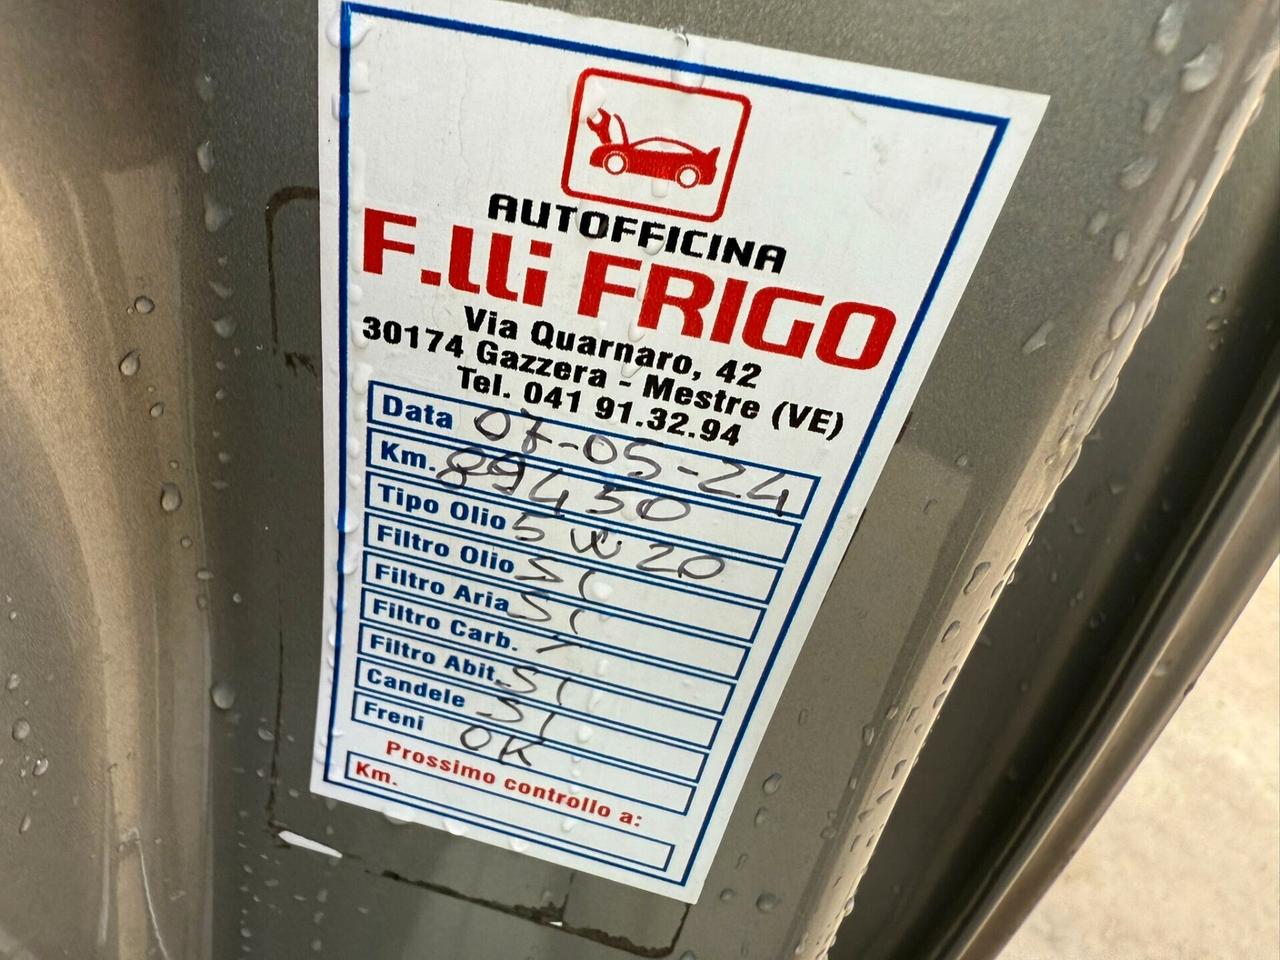 AUTOFFICINA
F.lli FRIGO
Via Quarnaro, 42
30174 Gazzera - Mestre (VE)
Tel. 041 91.32.94
Data 07-05-24
Km. 89450
Tipo Olio 5W20
Filtro Olio SI
Filtro Aria SI
Filtro Carb. /
Filtro Abit. SI
Candele SI
Freni OK
Prossimo controllo a:
Km.